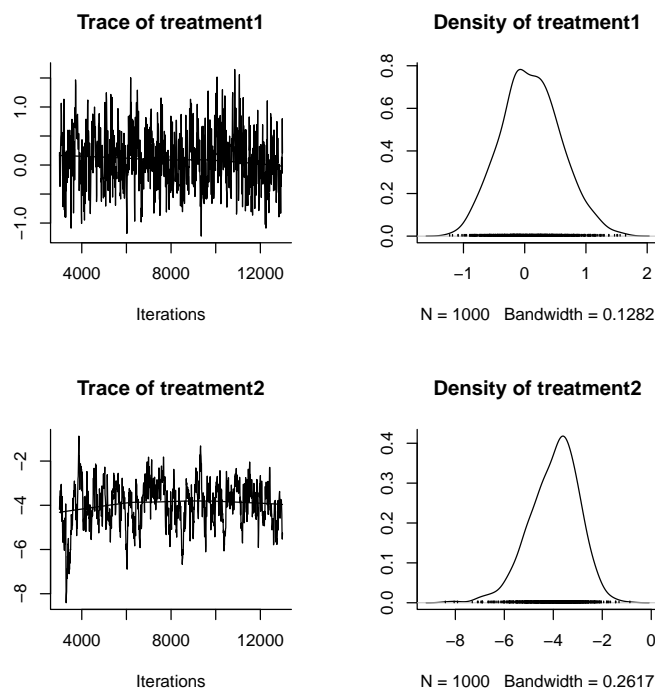 Trace of treatment1
1.0
0.0
−1.0
4000 8000 12000
Iterations
Density of treatment1
0.8
0.6
0.4
0.2
0.0
−1 0 1 2
N = 1000 Bandwidth = 0.1282
Trace of treatment2
−2
−4
−6
−8
4000 8000 12000
Iterations
Density of treatment2
0.4
0.3
0.2
0.1
0.0
−8 −6 −4 −2 0
N = 1000 Bandwidth = 0.2617